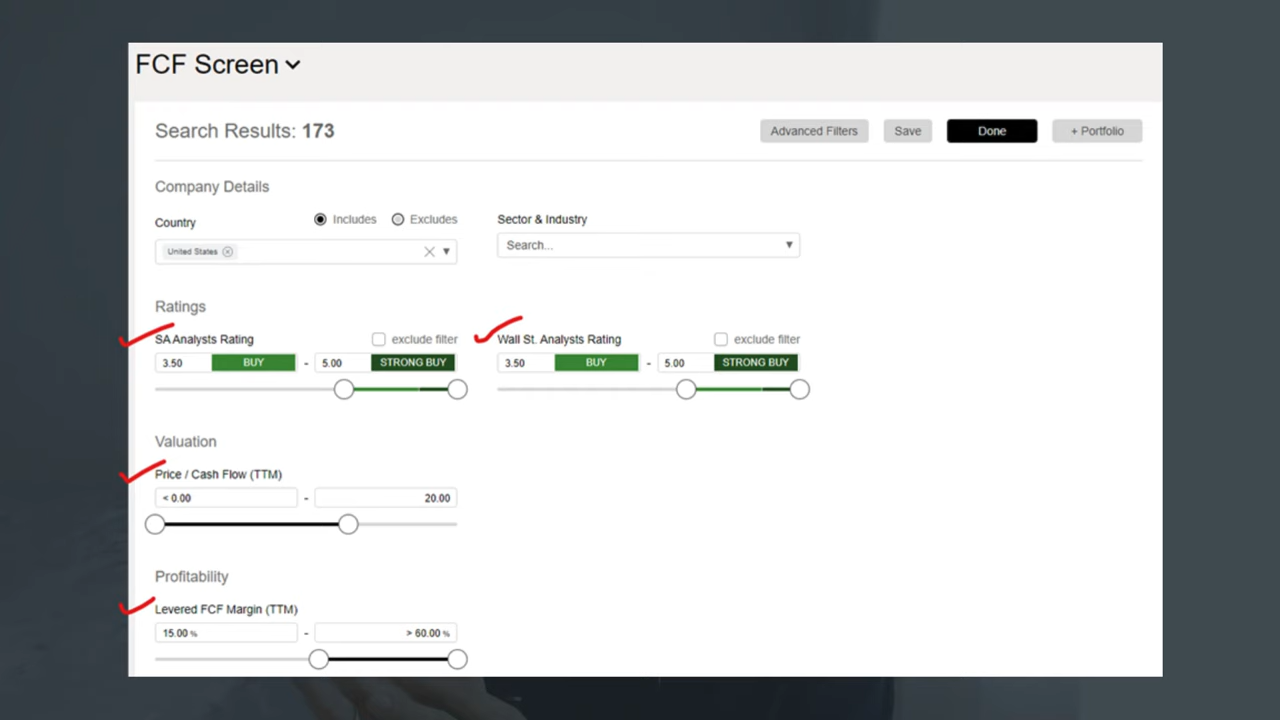 FCF Screen
Search Results: 173
Advanced Filters Save Done + Portfolio
Company Details
Country Includes Excludes Sector & Industry
United States Search...
Ratings
SA Analysts Rating exclude filter Wall St. Analysts Rating exclude filter
3.50 BUY - 5.00 STRONG BUY 3.50 BUY - 5.00 STRONG BUY
Valuation
Price / Cash Flow (TTM)
< 0.00 - 20.00
Profitability
Levered FCF Margin (TTM)
15.00 % - > 60.00 %